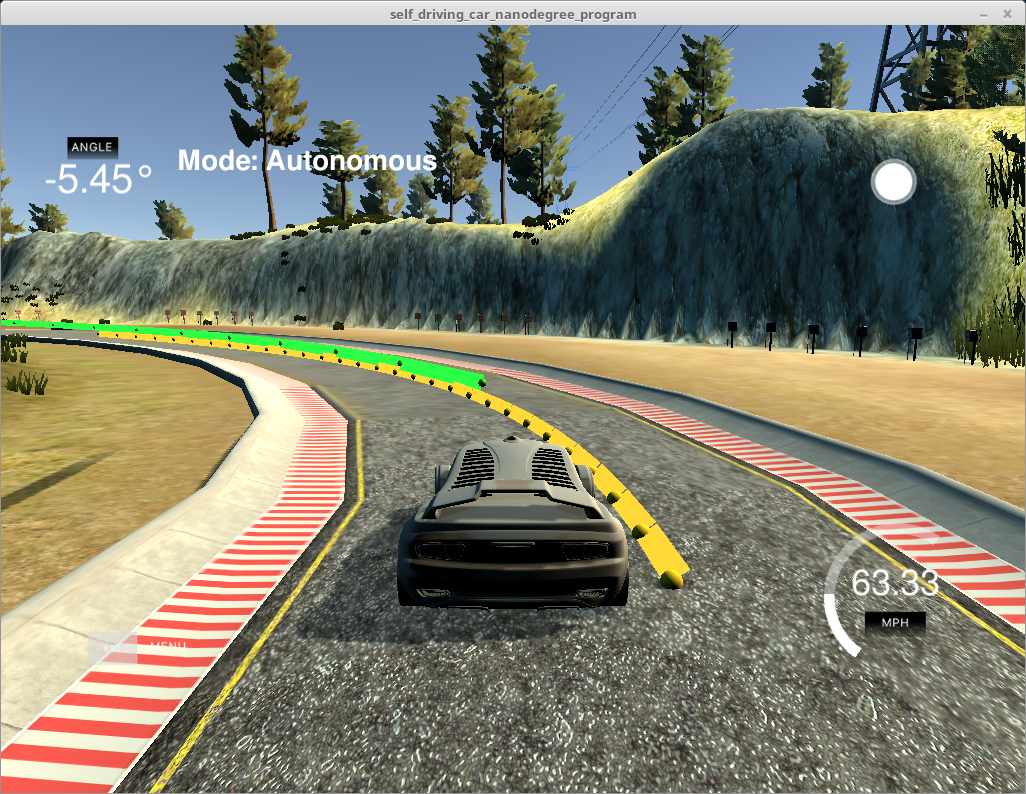 self_driving_car_nanodegree_program
ANGLE
-5.45°
Mode: Autonomous
63.33
MPH
MENU